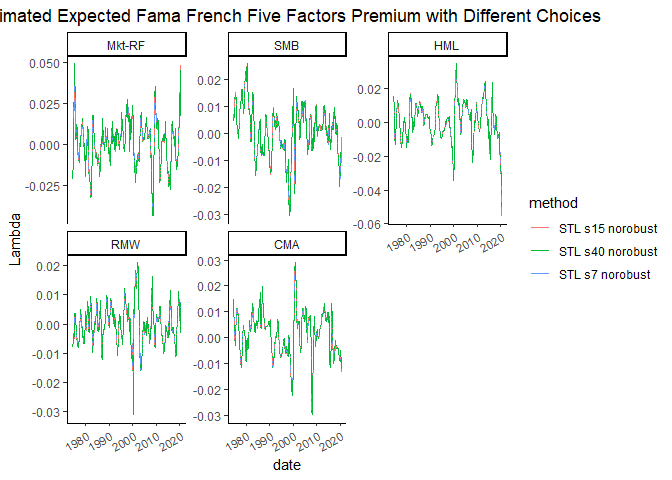 imated Expected Fama French Five Factors Premium with Different Choices
Mkt-RF SMB HML
0.050 0.025 0.000 -0.025
0.02 0.01 0.00 -0.01 -0.02 -0.03
0.02 0.00 -0.02 -0.04 -0.06
1980 1990 2000 2010 2020
Lambda
RMW CMA
0.02 0.01 0.00 -0.01 -0.02 -0.03
0.03 0.02 0.01 0.00 -0.01 -0.02 -0.03
1980 1990 2000 2010 2020
1980 1990 2000 2010 2020
date
method
STL s15 norobust
STL s40 norobust
STL s7 norobust